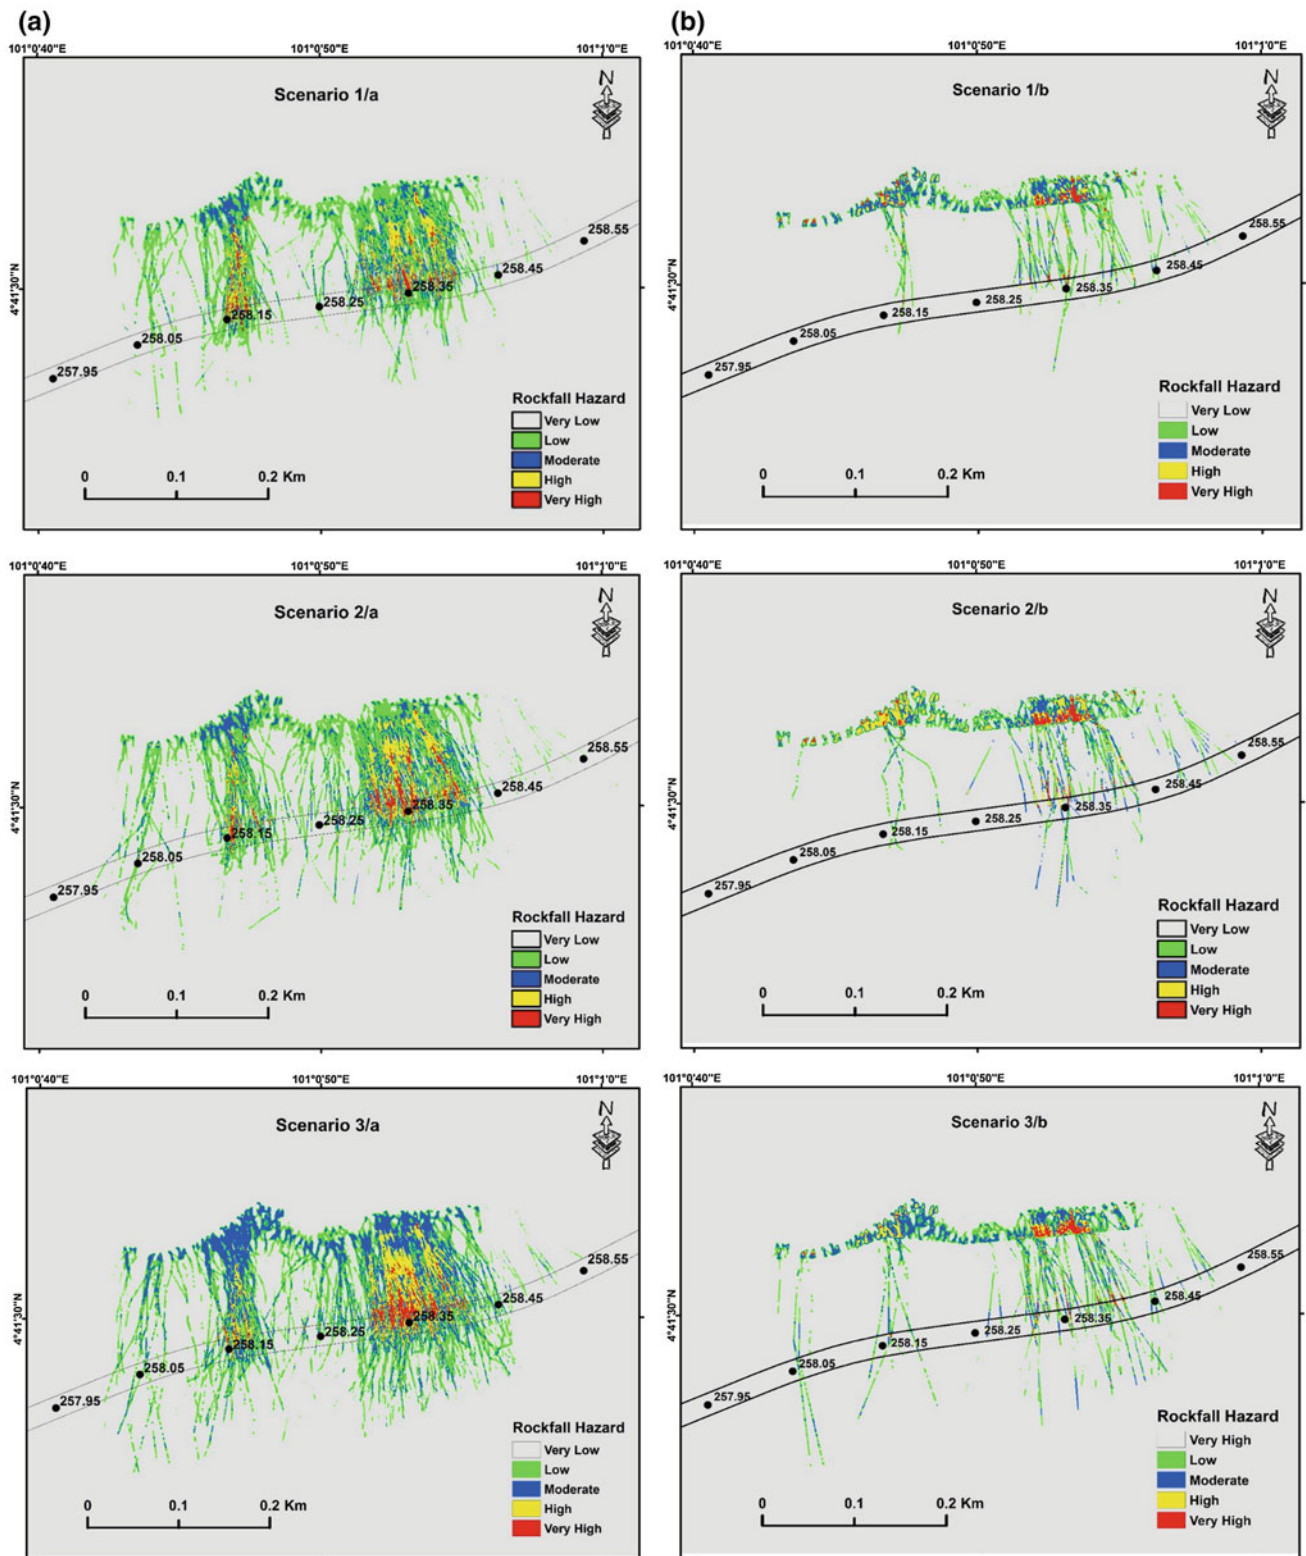 (a)
101°0'40"E
101°0'50"E
101°1'0"E
Scenario 1/a
N
4°41'30"N
257.95
258.05
258.15
258.25
258.35
258.45
258.55
0 0.1 0.2 Km
Rockfall Hazard
Very Low
Low
Moderate
High
Very High
(b)
101°0'40"E
101°0'50"E
101°1'0"E
Scenario 1/b
N
4°41'30"N
257.95
258.05
258.15
258.25
258.35
258.45
258.55
0 0.1 0.2 Km
Rockfall Hazard
Very Low
Low
Moderate
High
Very High
101°0'40"E
101°0'50"E
101°1'0"E
Scenario 2/a
N
4°41'30"N
257.95
258.05
258.15
258.25
258.35
258.45
258.55
0 0.1 0.2 Km
Rockfall Hazard
Very Low
Low
Moderate
High
Very High
101°0'40"E
101°0'50"E
101°1'0"E
Scenario 2/b
N
4°41'30"N
257.95
258.05
258.15
258.25
258.35
258.45
258.55
0 0.1 0.2 Km
Rockfall Hazard
Very Low
Low
Moderate
High
Very High
101°0'40"E
101°0'50"E
101°1'0"E
Scenario 3/a
N
4°41'30"N
257.95
258.05
258.15
258.25
258.35
258.45
258.55
0 0.1 0.2 Km
Rockfall Hazard
Very Low
Low
Moderate
High
Very High
101°0'40"E
101°0'50"E
101°1'0"E
Scenario 3/b
N
4°41'30"N
257.95
258.05
258.15
258.25
258.35
258.45
258.55
0 0.1 0.2 Km
Rockfall Hazard
Very High
Low
Moderate
High
Very High